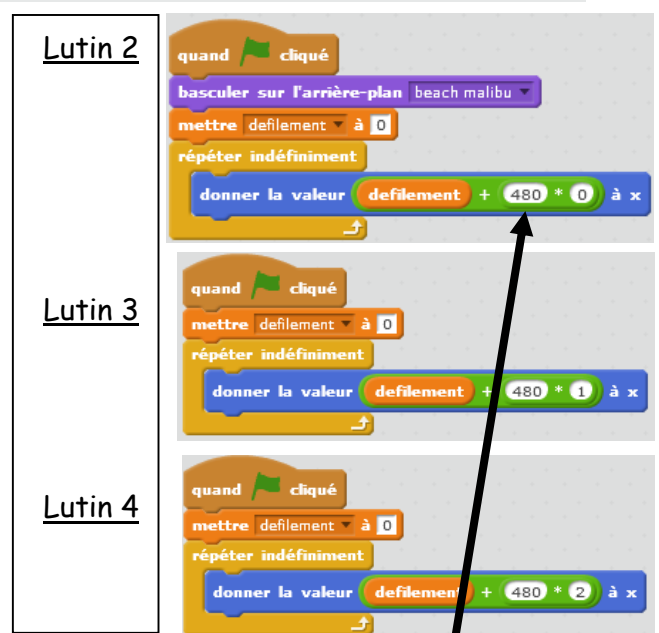 Lutin 2
quand cliqué
basculer sur l'arrière-plan beach malibu
mettre defilement à 0
répéter indéfiniment
donner la valeur defilement + 480 * 0 à x
Lutin 3
quand cliqué
mettre defilement à 0
répéter indéfiniment
donner la valeur defilement + 480 * 1 à x
Lutin 4
quand cliqué
mettre defilement à 0
répéter indéfiniment
donner la valeur defilement + 480 * 2 à x